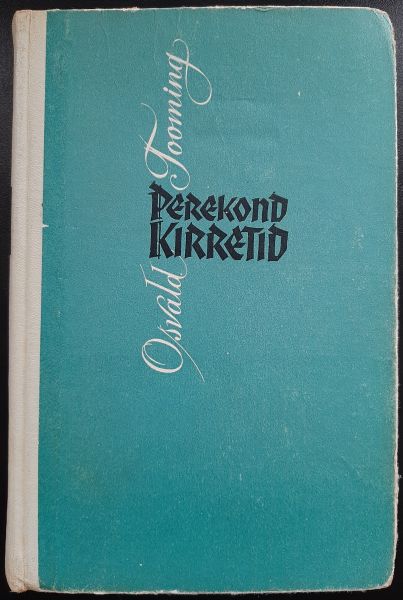 Osvald Tooming
PEREKOND
KIRRETID